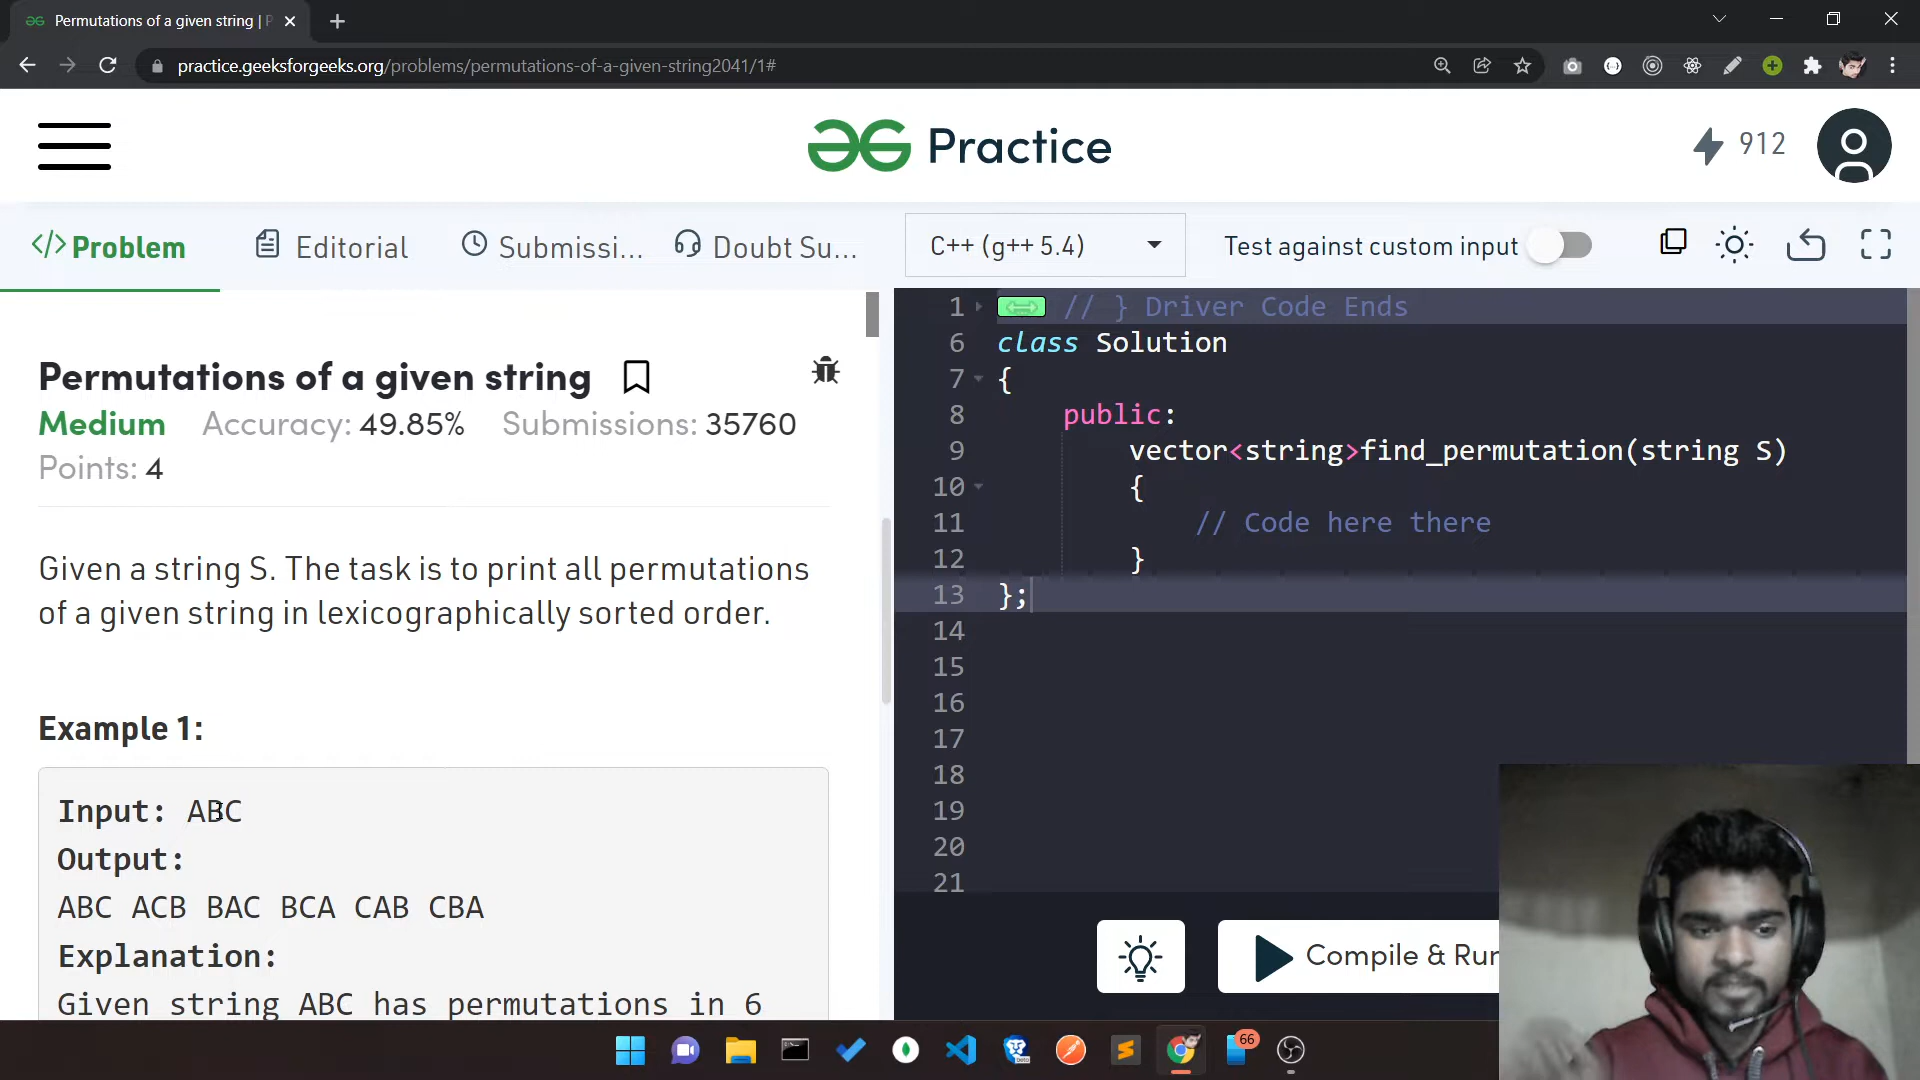 Permutations of a given string | P
practice.geeksforgeeks.org/problems/permutations-of-a-given-string2041/1#
Practice
912
</> Problem
Editorial
Submissi...
Doubt Su...
C++ (g++ 5.4)
Test against custom input
Permutations of a given string
Medium Accuracy: 49.85% Submissions: 35760
Points: 4
Given a string S. The task is to print all permutations
of a given string in lexicographically sorted order.
Example 1:
Input: ABC
Output:
ABC ACB BAC BCA CAB CBA
Explanation:
Given string ABC has permutations in 6
1 // } Driver Code Ends
6 class Solution
7 {
8 public:
9 vector<string>find_permutation(string S)
10 {
11 // Code here there
12 }
13 };
14
15
16
17
18
19
20
21
Compile & Run
66